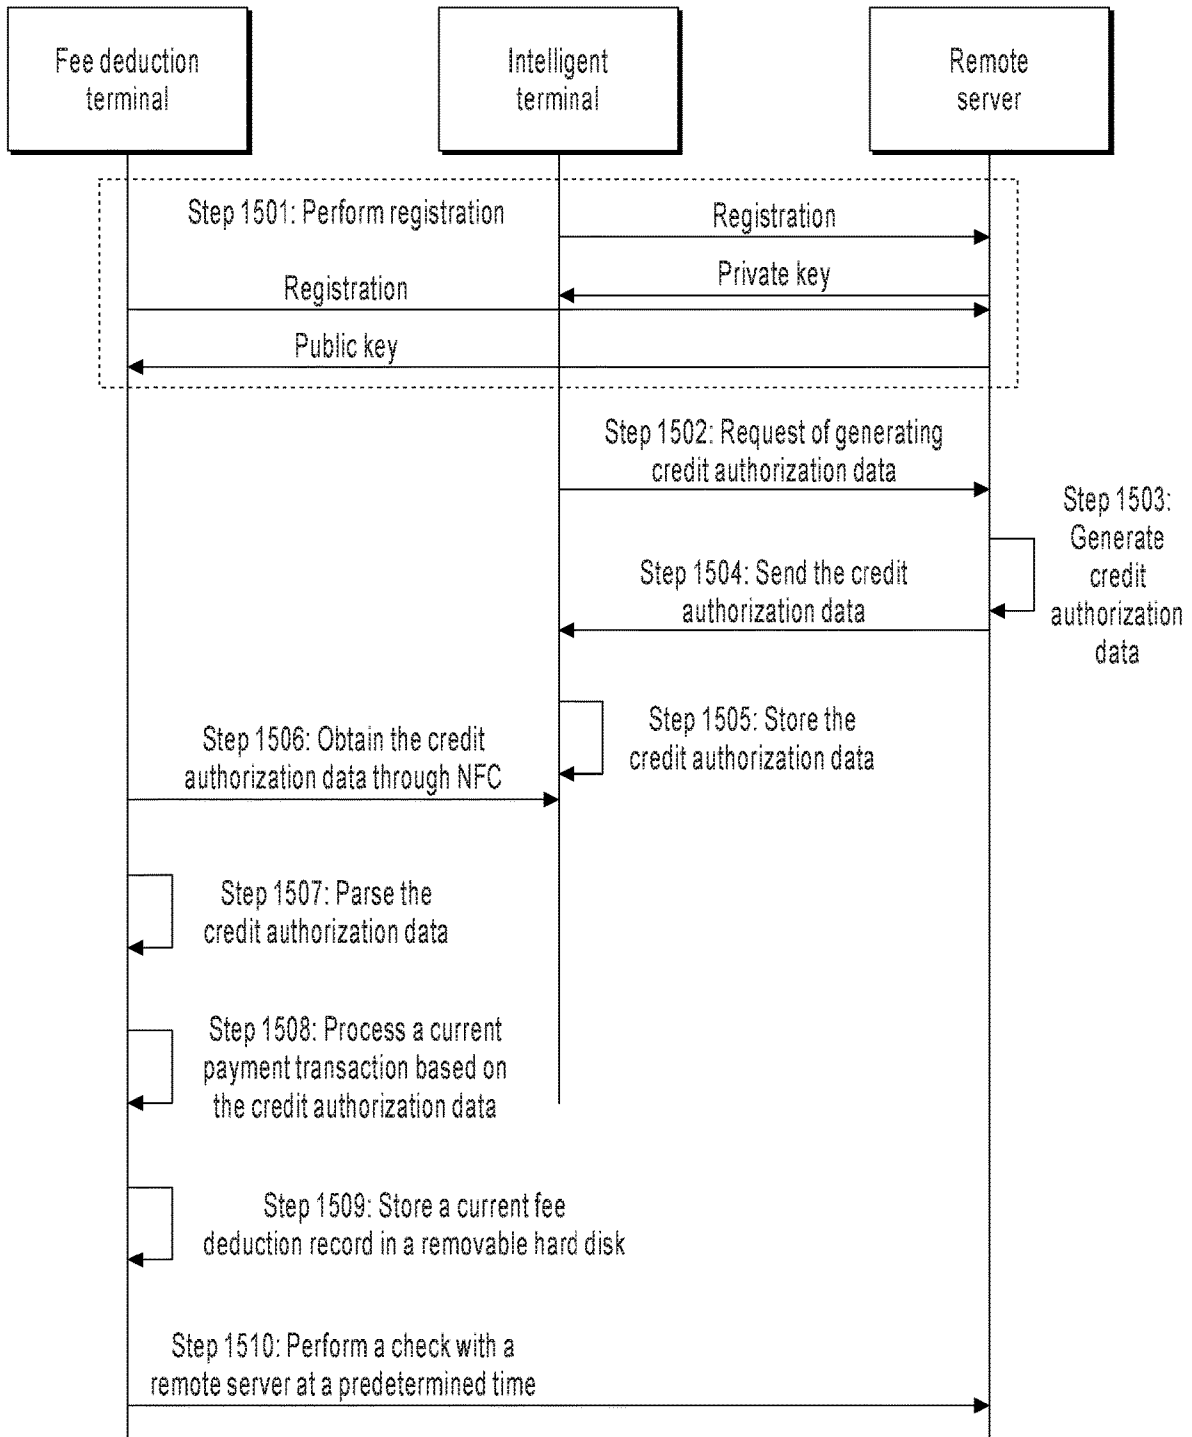 Fee deduction
terminal
Intelligent
terminal
Remote
server
Step 1501: Perform registration
Registration
Private key
Registration
Public key
Step 1502: Request of generating
credit authorization data
Step 1503:
Generate
credit
authorization
data
Step 1504: Send the credit
authorization data
Step 1505: Store the
credit authorization data
Step 1506: Obtain the credit
authorization data through NFC
Step 1507: Parse the
credit authorization data
Step 1508: Process a current
payment transaction based on
the credit authorization data
Step 1509: Store a current fee
deduction record in a removable hard disk
Step 1510: Perform a check with a
remote server at a predetermined time